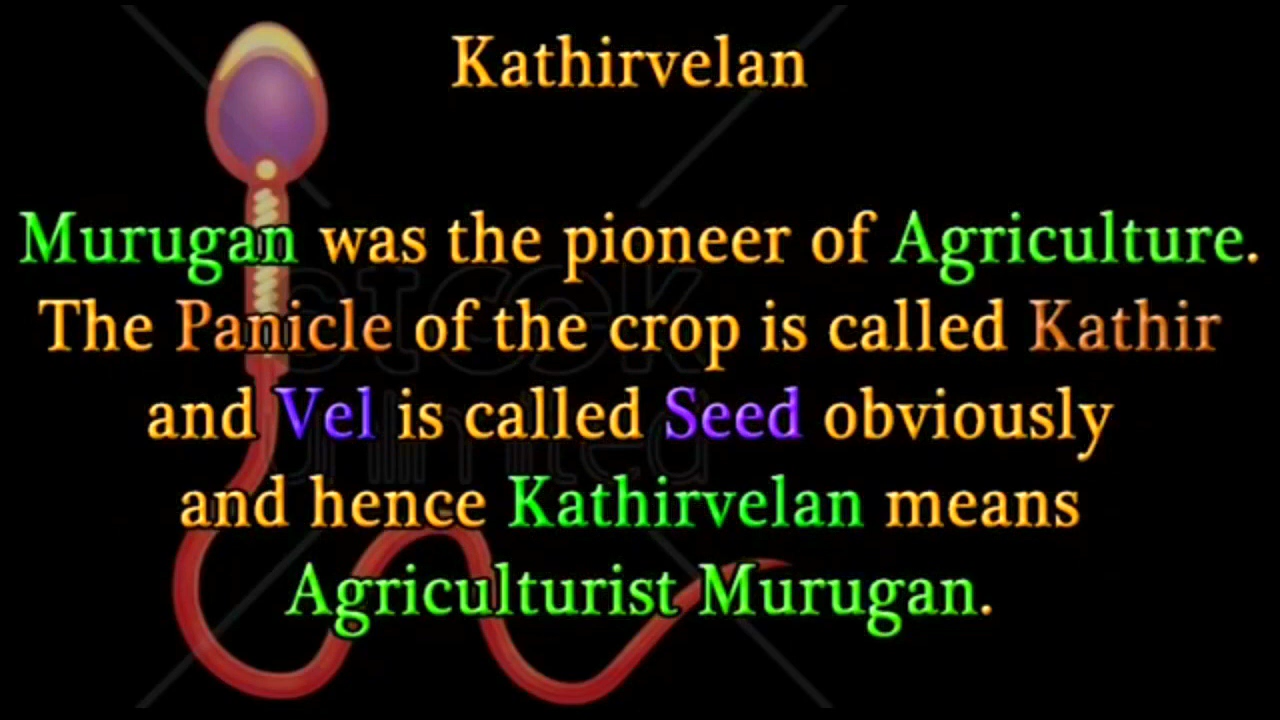 Kathirvelan
Murugan was the pioneer of Agriculture.
The Panicle of the crop is called Kathir
and Vel is called Seed obviously
and hence Kathirvelan means
Agriculturist Murugan.